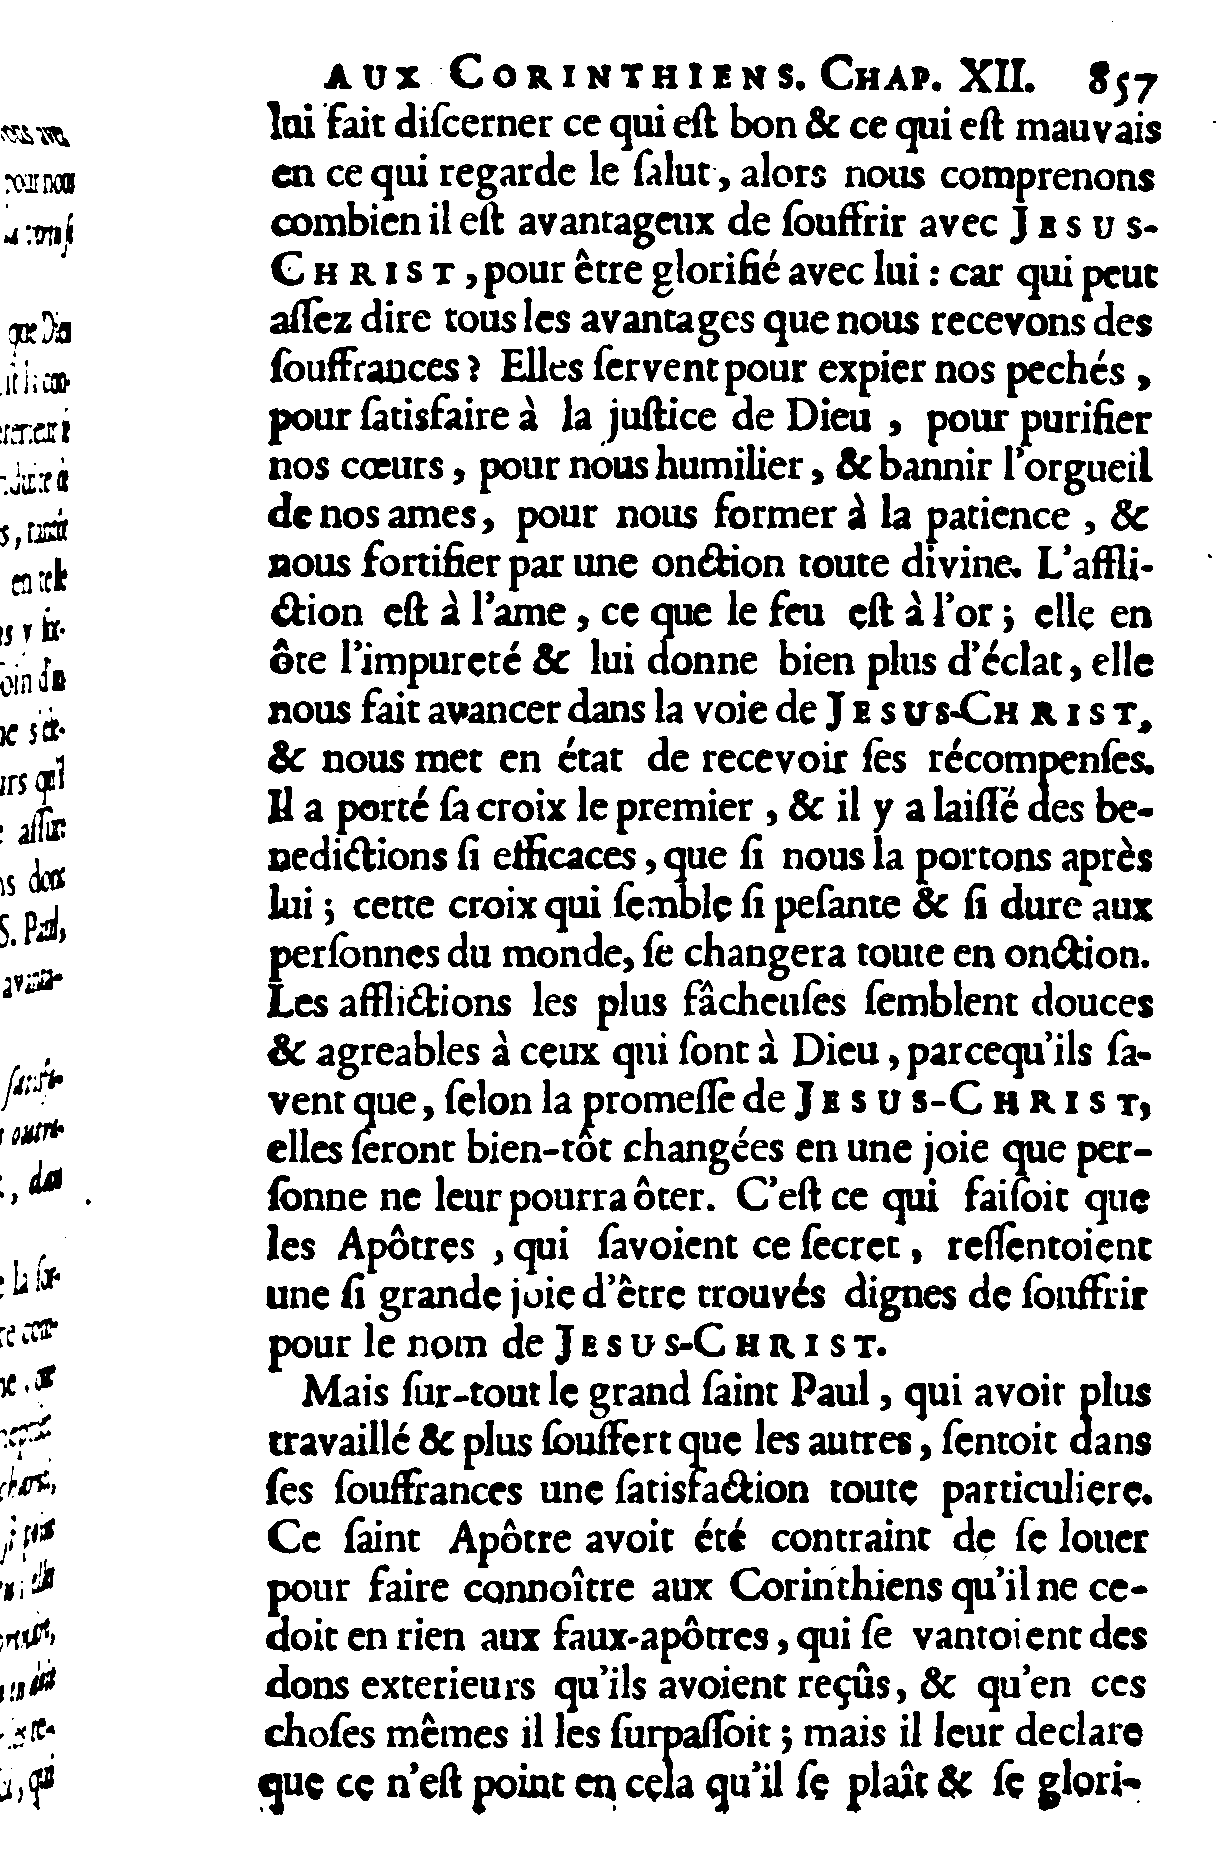 AUX CORINTHIENS. CHAP. XII. 857
lui fait diſcerner ce qui eſt bon & ce qui eſt mauvais
en ce qui regarde le ſalut, alors nous comprenons
combien il eſt avantageux de ſouffrir avec JESUS-
CHRIST, pour être glorifié avec lui : car qui peut
aſſez dire tous les avantages que nous recevons des
ſouffrances ? Elles ſervent pour expier nos pechés,
pour ſatisfaire à la juſtice de Dieu, pour purifier
nos cœurs, pour nous humilier, & bannir l'orgueil
de nos ames, pour nous former à la patience, &
nous fortifier par une onction toute divine. L'affli-
ction eſt à l'ame, ce que le feu eſt à l'or ; elle en
ôte l'impureté & lui donne bien plus d'éclat, elle
nous fait avancer dans la voie de JESUS-CHRIST,
& nous met en état de recevoir ſes récompenſes.
Il a porté ſa croix le premier, & il y a laiſſé des be-
nedictions ſi efficaces, que ſi nous la portons après
lui ; cette croix qui ſemble ſi peſante & ſi dure aux
perſonnes du monde, ſe changera toute en onction.
Les afflictions les plus fâcheuſes ſemblent douces
& agreables à ceux qui ſont à Dieu, parcequ'ils ſa-
vent que, ſelon la promeſſe de JESUS-CHRIST,
elles ſeront bien-tôt changées en une joie que per-
ſonne ne leur pourra ôter. C'eſt ce qui faiſoit que
les Apôtres, qui ſavoient ce ſecret, reſſentoient
une ſi grande joie d'être trouvés dignes de ſouffrir
pour le nom de JESUS-CHRIST.
Mais ſur-tout le grand ſaint Paul, qui avoit plus
travaillé & plus ſouffert que les autres, ſentoit dans
ſes ſouffrances une ſatisfaction toute particuliere.
Ce ſaint Apôtre avoit été contraint de ſe louer
pour faire connoître aux Corinthiens qu'il ne ce-
doit en rien aux faux-apôtres, qui ſe vantoient des
dons exterieurs qu'ils avoient reçûs, & qu'en ces
choſes mêmes il les ſurpaſſoit ; mais il leur declare
que ce n'eſt point en cela qu'il ſe plaît & ſe glori-